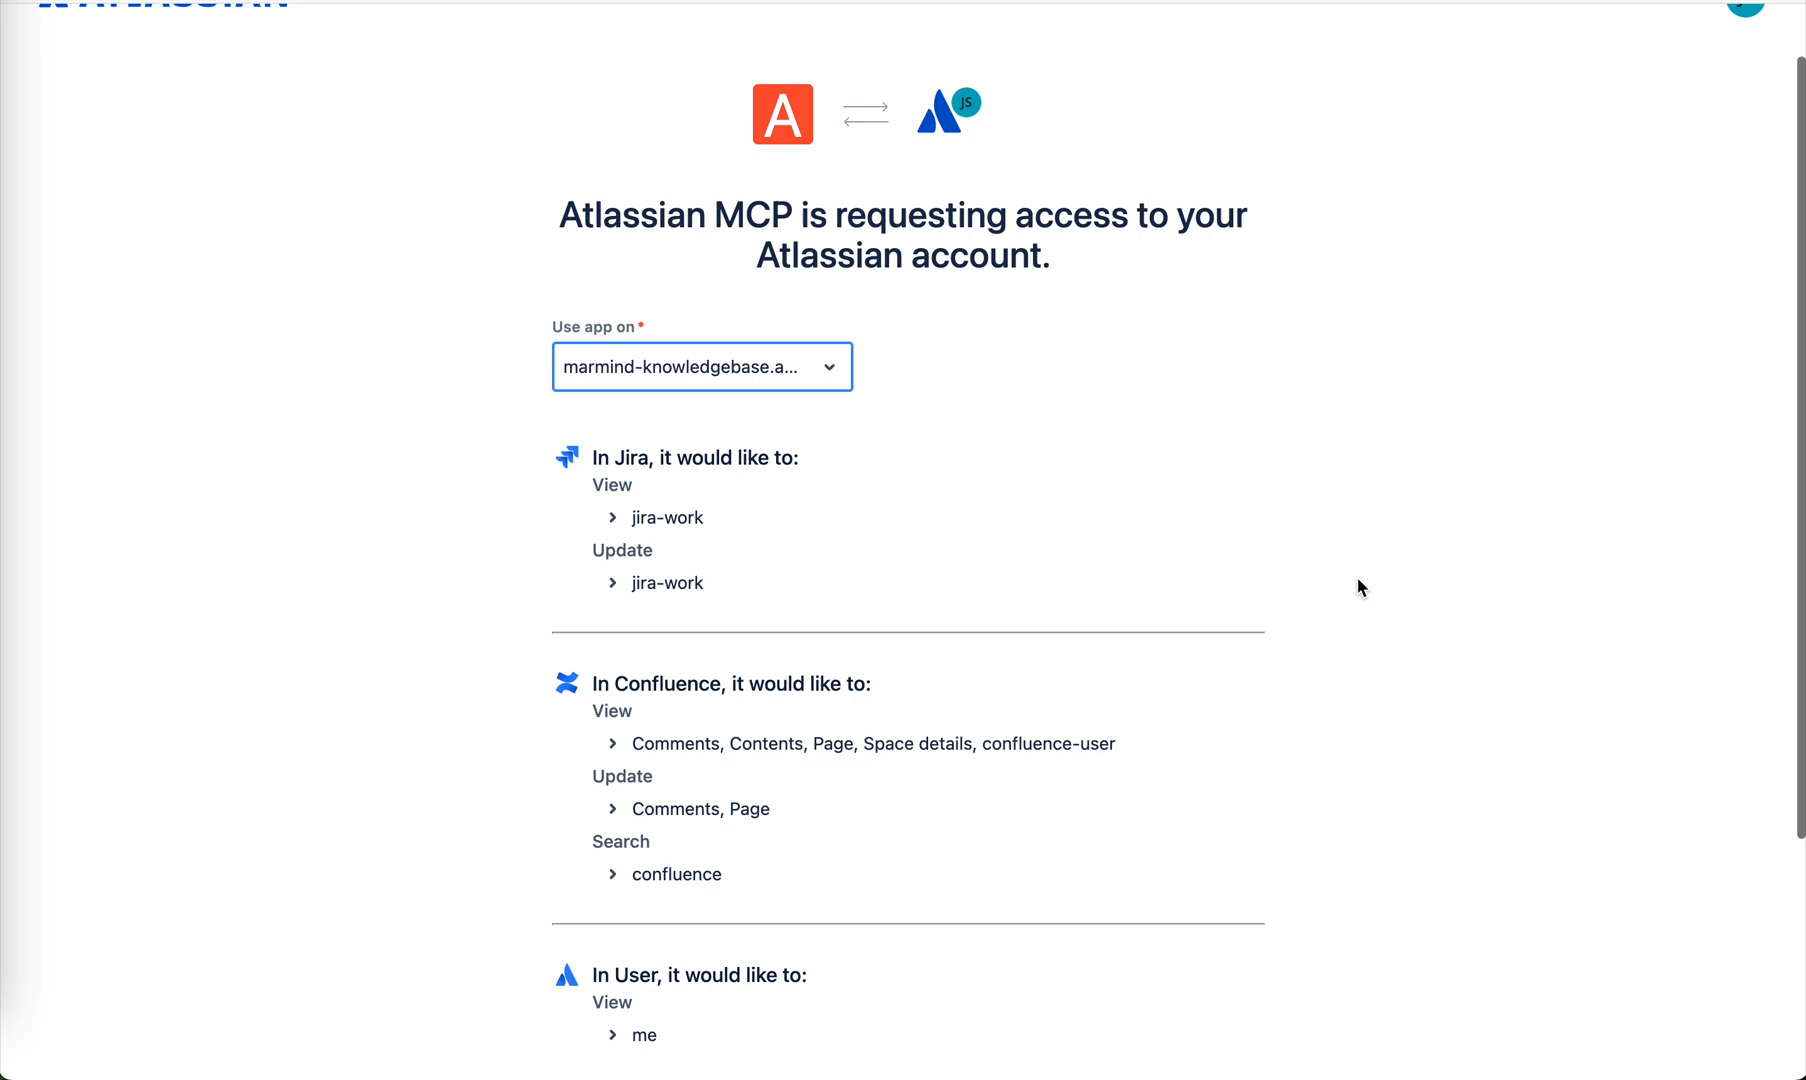 ATLASSIAN
A
JS
Atlassian MCP is requesting access to your
Atlassian account.
Use app on*
marmind-knowledgebase.a...
In Jira, it would like to:
View
jira-work
Update
jira-work
In Confluence, it would like to:
View
Comments, Contents, Page, Space details, confluence-user
Update
Comments, Page
Search
confluence
In User, it would like to:
View
me